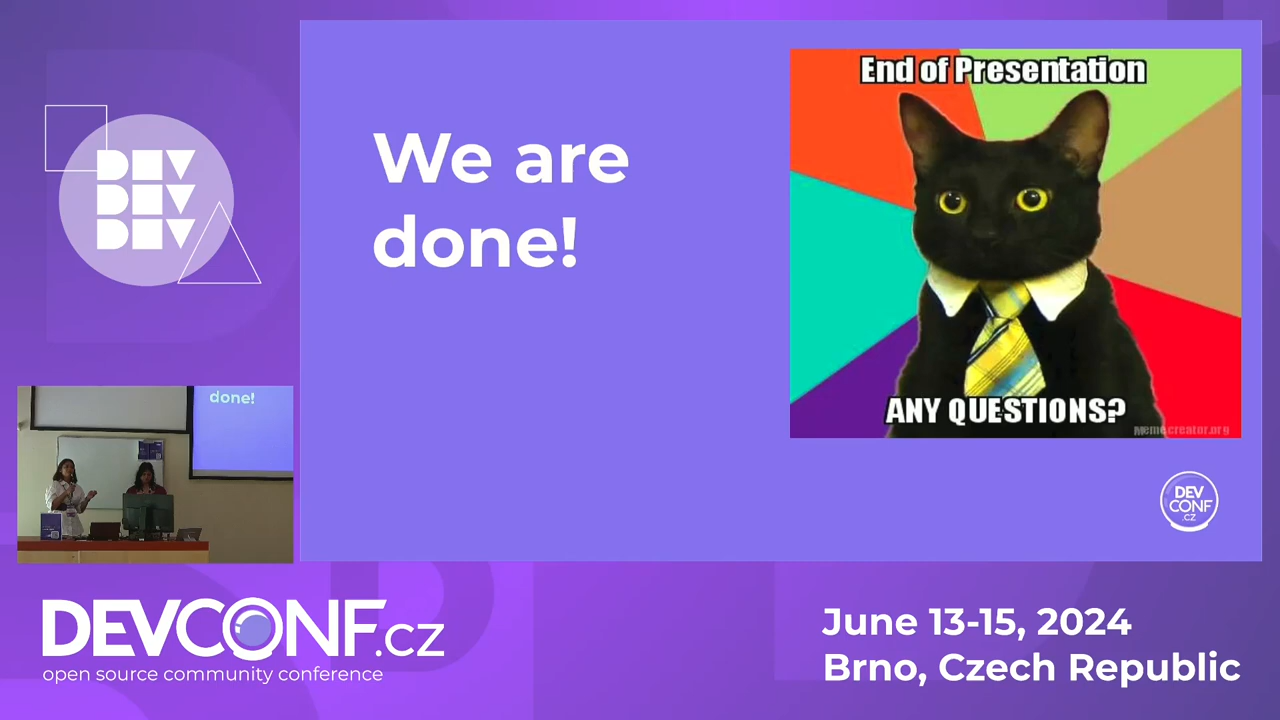 DEV
DEV
DEV
We are
done!
End of Presentation
ANY QUESTIONS?
Memecreator.org
DEV
CONF
.CZ
done!
DEVCONF.cz
open source community conference
June 13-15, 2024
Brno, Czech Republic